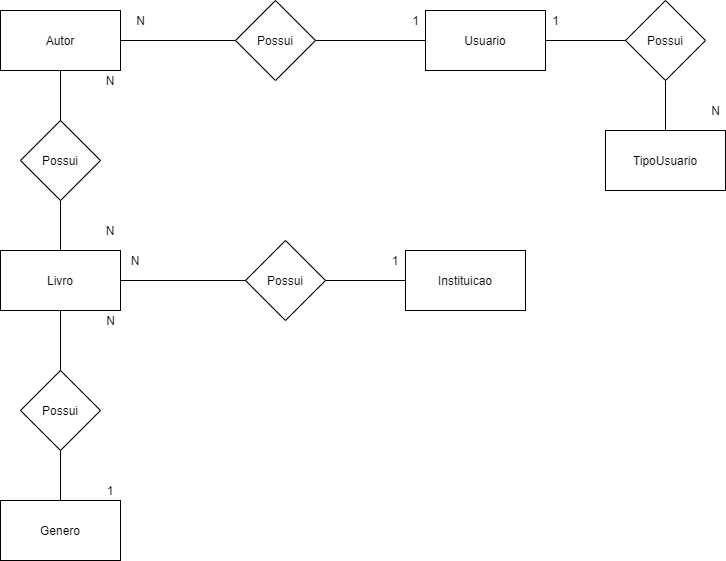 N
1
1
Autor
Possui
Usuario
Possui
N
N
TipoUsuario
Possui
N
N
1
Livro
Possui
Instituicao
N
Possui
1
Genero